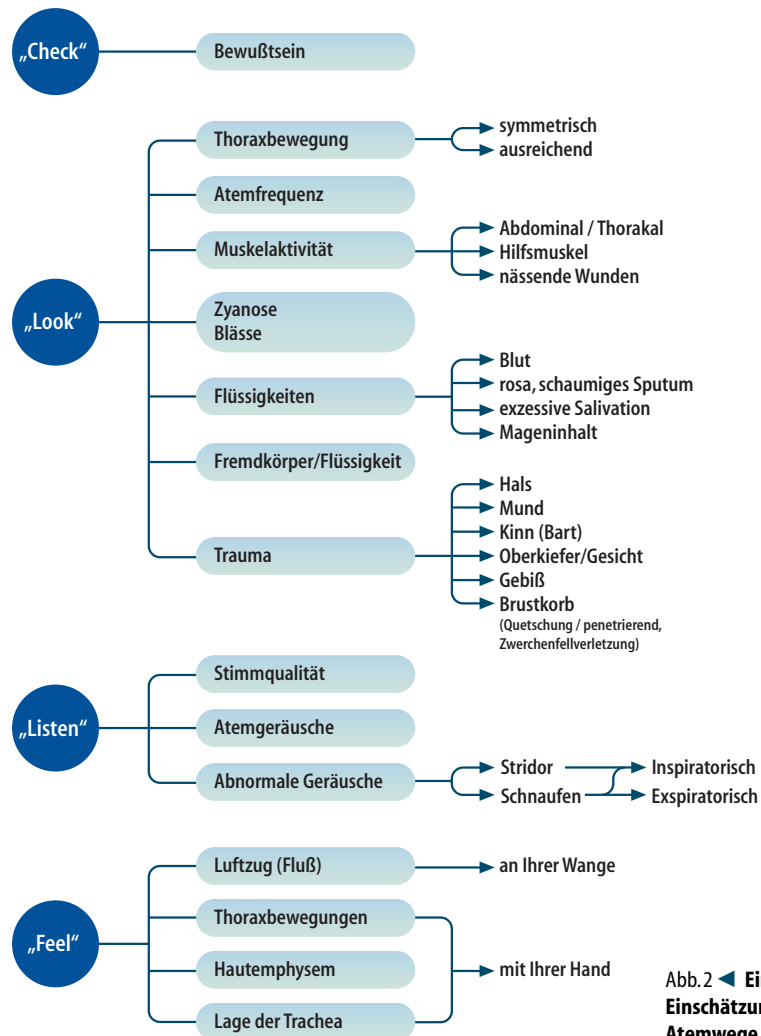 „Check“
Bewußtsein
„Look“
Thoraxbewegung
symmetrisch
ausreichend
Atemfrequenz
Muskelaktivität
Abdominal / Thorakal
Hilfsmuskel
nässende Wunden
Zyanose
Blässe
Flüssigkeiten
Blut
rosa, schaumiges Sputum
exzessive Salivation
Mageninhalt
Fremdkörper/Flüssigkeit
Trauma
Hals
Mund
Kinn (Bart)
Oberkiefer/Gesicht
Gebiß
Brustkorb
(Quetschung / penetrierend,
Zwerchenfellverletzung)
„Listen“
Stimmqualität
Atemgeräusche
Abnormale Geräusche
Stridor
Inspiratorisch
Schnaufen
Exspiratorisch
„Feel“
Luftzug (Fluß)
an Ihrer Wange
Thoraxbewegungen
Hautemphysem
Lage der Trachea
mit Ihrer Hand
Abb. 2 ◀